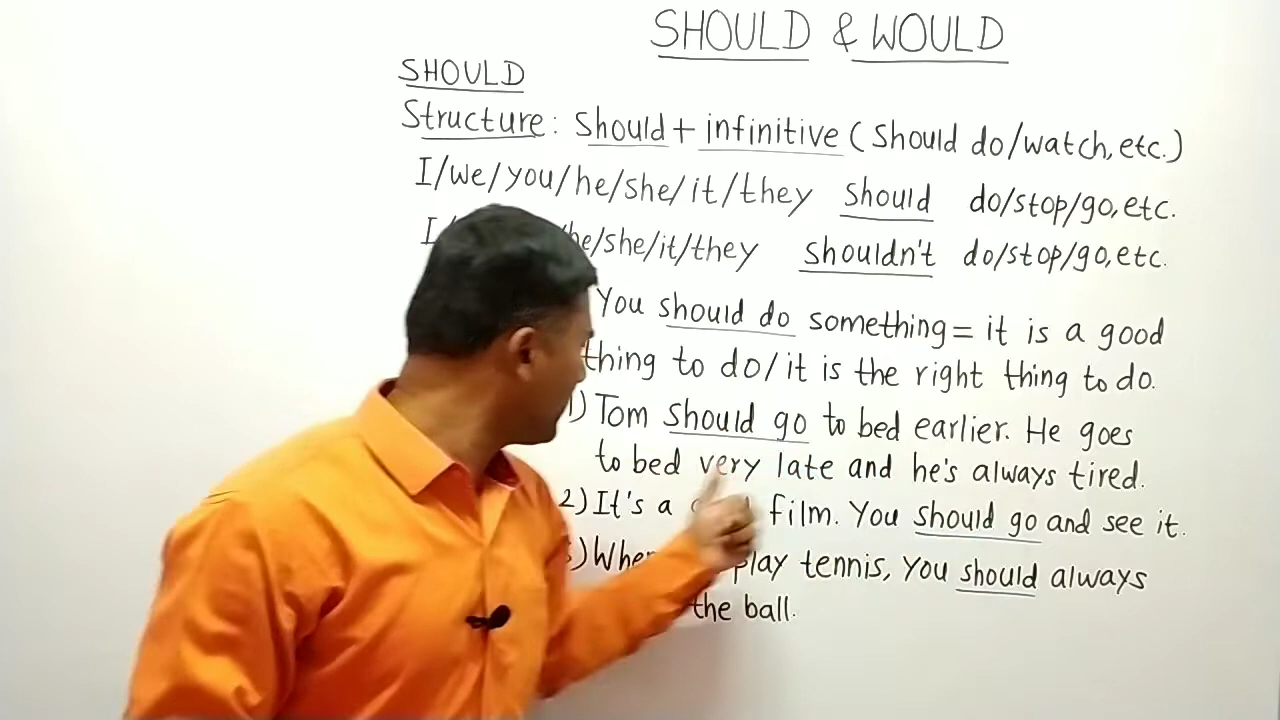 SHOULD & WOULD
SHOULD
Structure: Should + infinitive (Should do/watch, etc.)
I/we/you/he/she/it/they should do/stop/go, etc.
I/ he/she/it/they shouldn't do/stop/go, etc.
You should do something = it is a good
thing to do/it is the right thing to do.
1) Tom should go to bed earlier. He goes
to bed very late and he's always tired.
2) It's a film. You should go and see it.
play tennis, you should always
the ball.